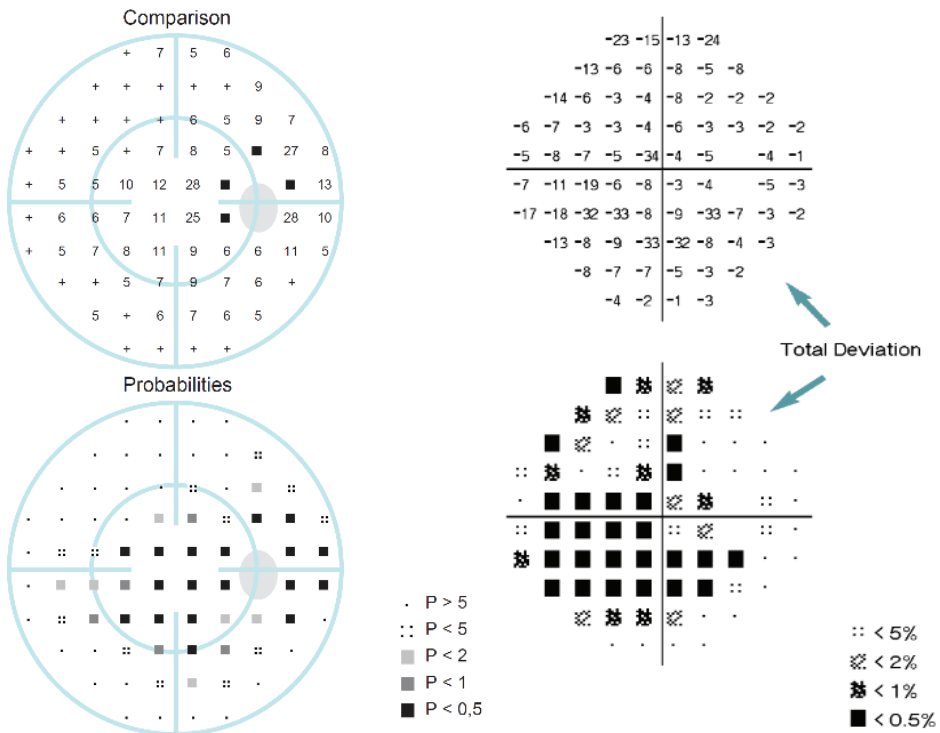 Comparison
+ 7 5 6
+ + + + + 9
+ + + + 6 5 9 7
+ + 5 + 7 8 5 ■ 27 8
+ 5 5 10 12 28 ■ ■ 13
+ 6 6 7 11 25 ■ 28 10
+ 5 7 8 11 9 6 6 11 5
+ + 5 7 9 7 6 +
5 + 6 7 6 5
+ + + +
Probabilities
P > 5
P < 5
P < 2
P < 1
P < 0,5
-23 -15 -13 -24
-13 -6 -6 -8 -5 -8
-14 -6 -3 -4 -8 -2 -2 -2
-6 -7 -3 -3 -4 -6 -3 -3 -2 -2
-5 -8 -7 -5 -34 -4 -5 -4 -1
-7 -11 -19 -6 -8 -3 -4 -5 -3
-17 -18 -32 -33 -8 -9 -33 -7 -3 -2
-13 -8 -9 -33 -32 -8 -4 -3
-8 -7 -7 -5 -3 -2
-4 -2 -1 -3
Total Deviation
< 5%
< 2%
< 1%
< 0.5%